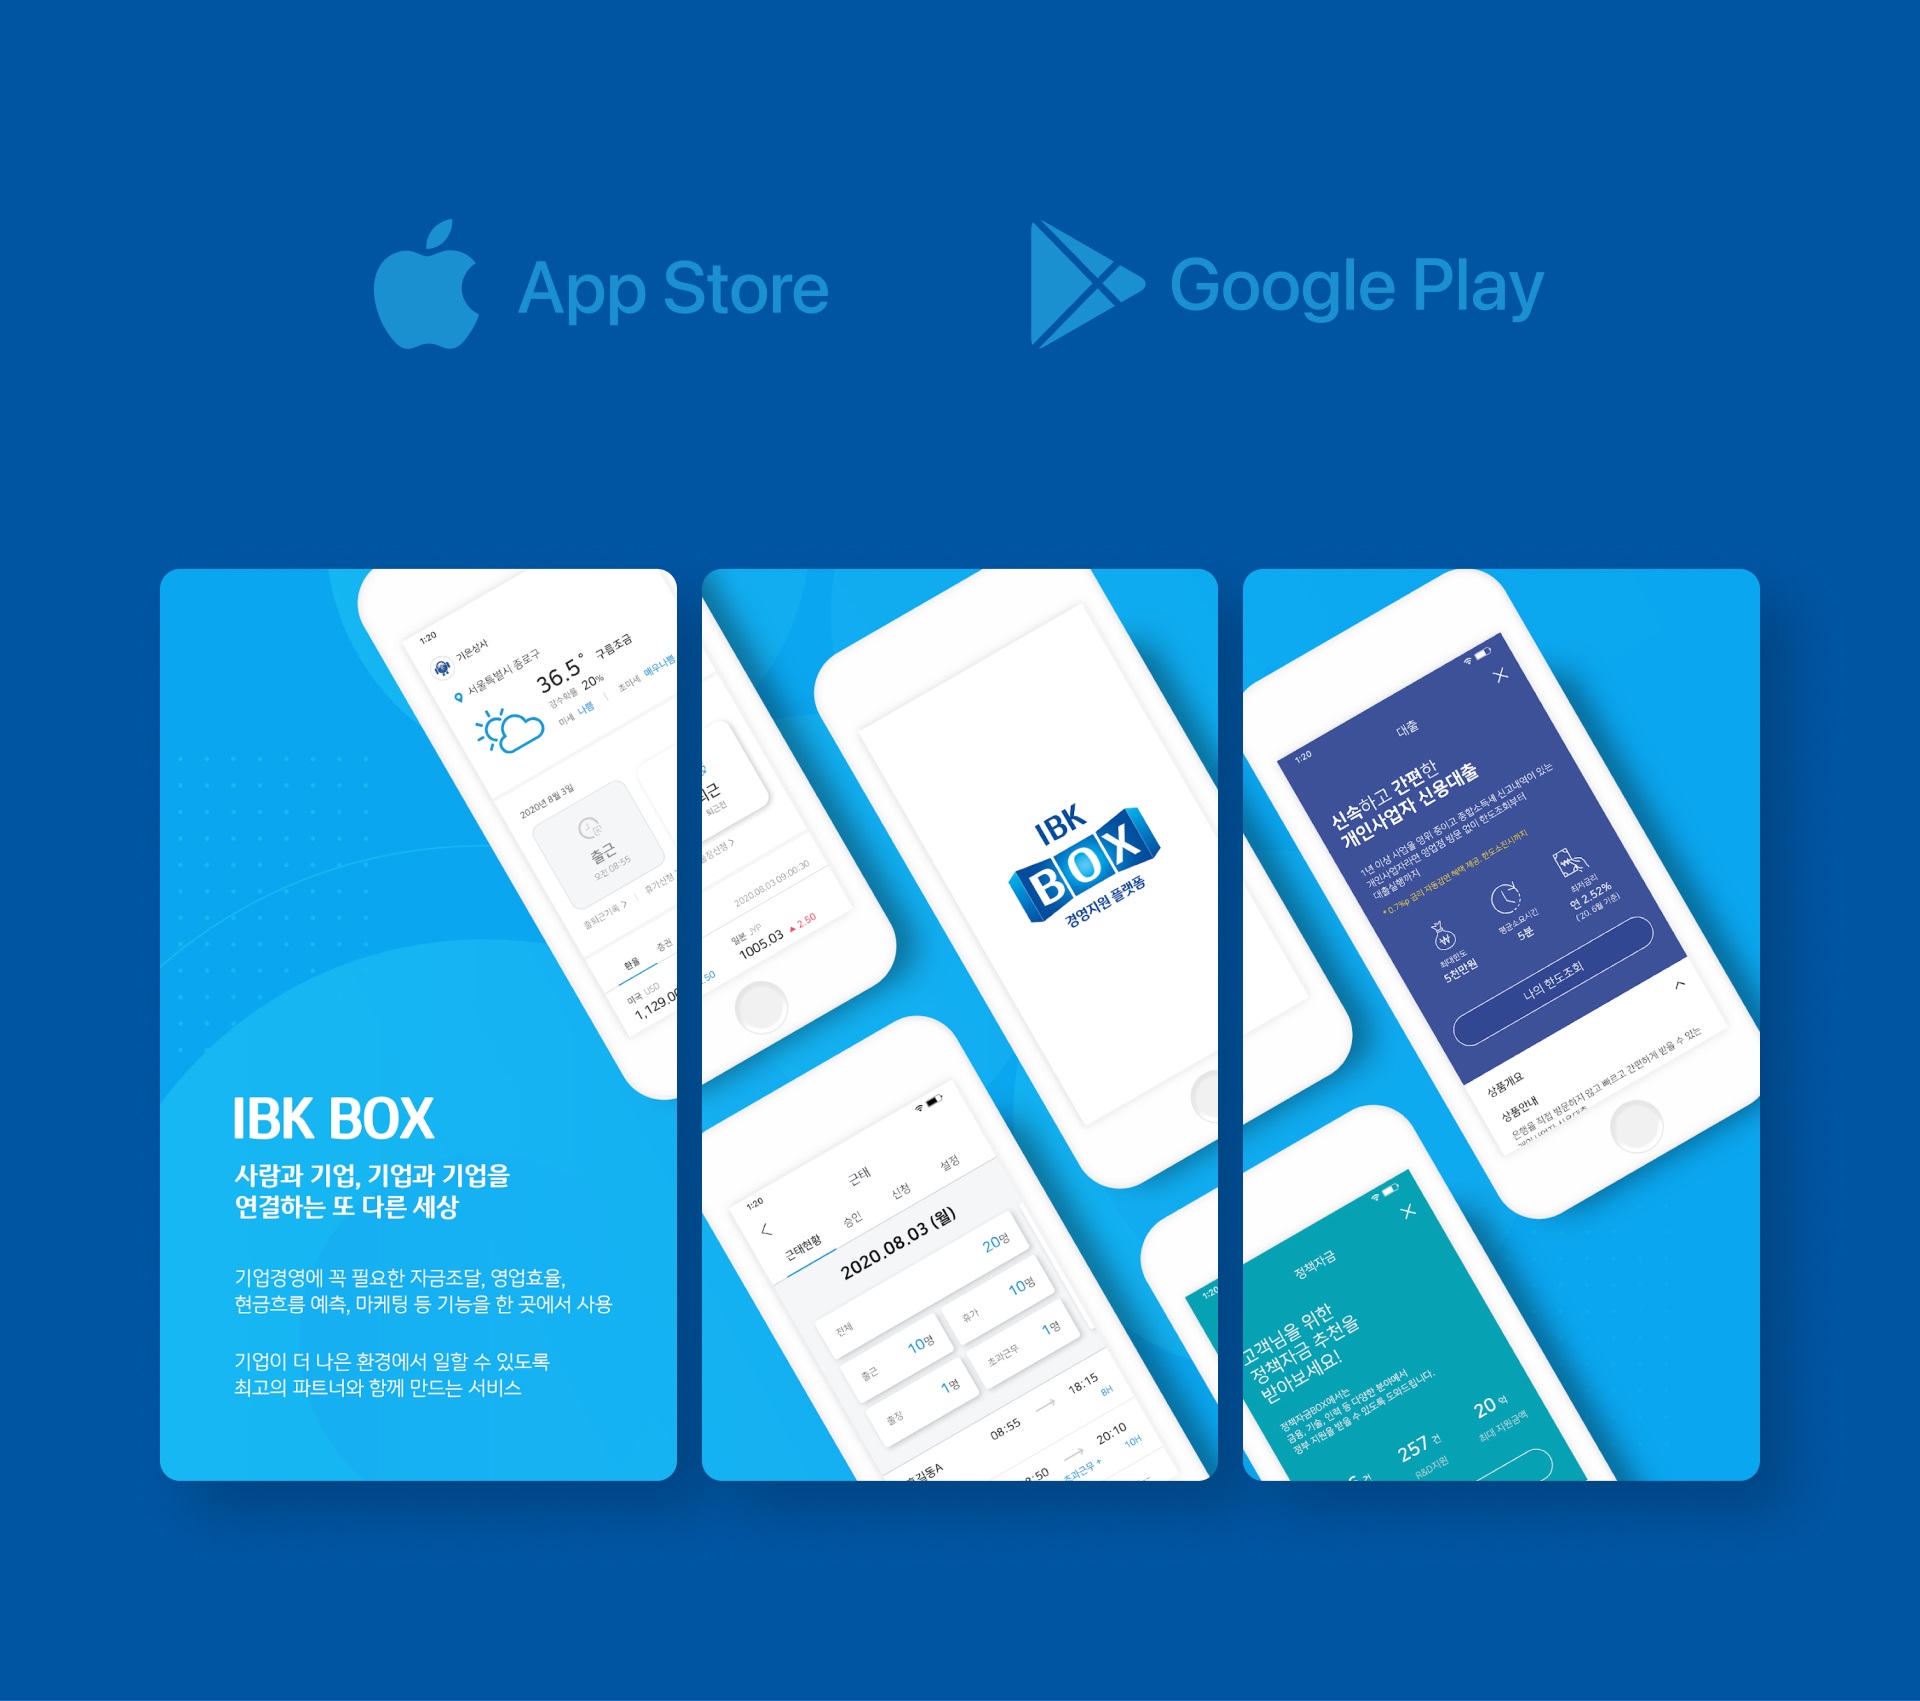 App Store
Google Play
1:20
가온상사
서울특별시 종로구
36.5° 구름조금
강수확률 20%
미세 나쁨 | 초미세 매우나쁨
2020년 8월 3일
출근
오전 08:55
출퇴근기록 > | 휴가신청 >
환율 증권
미국 USD
1,129.00
IBK BOX
사람과 기업, 기업과 기업을
연결하는 또 다른 세상
기업경영에 꼭 필요한 자금조달, 영업효율,
현금흐름 예측, 마케팅 등 기능을 한 곳에서 사용
기업이 더 나은 환경에서 일할 수 있도록
최고의 파트너와 함께 만드는 서비스
퇴근
퇴근전
출장신청 >
2020.08.03 09:00:30
일본 JYP
1005.03 ▲ 2.50
.50
IBK
BOX
경영지원 플랫폼
1:20
근태
근태현황 승인 신청 설정
2020.08.03 (월)
전체 20명
출근 10명
휴가 10명
출장 1명
초과근무 1명
홍길동A
08:55 → 18:15
8H
:50 → 20:10
초과근무 + 10H
1:20
대출
신속하고 간편한
개인사업자 신용대출
1년 이상 사업을 영위 중이고 종합소득세 신고내역이 있는
개인사업자라면 영업점 방문 없이 한도조회부터
대출실행까지
* 0.7%p 금리 자동감면 혜택 제공, 한도소진시까지
최대한도
5천만원
평균소요시간
5분
최저금리
연 2.52%
('20. 6월 기준)
나의 한도조회
상품개요
상품안내
은행을 직접 방문하지 않고 빠르고 간편하게 받을 수 있는
1:20
정책자금
고객님을 위한
정책자금 추천을
받아보세요!
정책자금BOX에서는
금융, 기술, 인력 등 다양한 분야에서
정부 지원을 받을 수 있도록 도와드립니다.
257 건
R&D지원
20 억
최대 지원금액